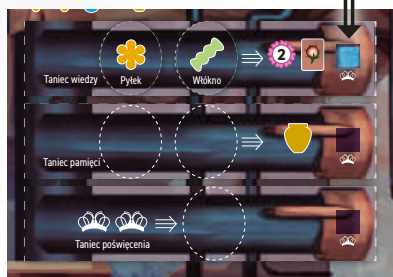 2
Taniec wiedzy
Pyłek
Włókno
Taniec pamięci
Taniec poświęcenia